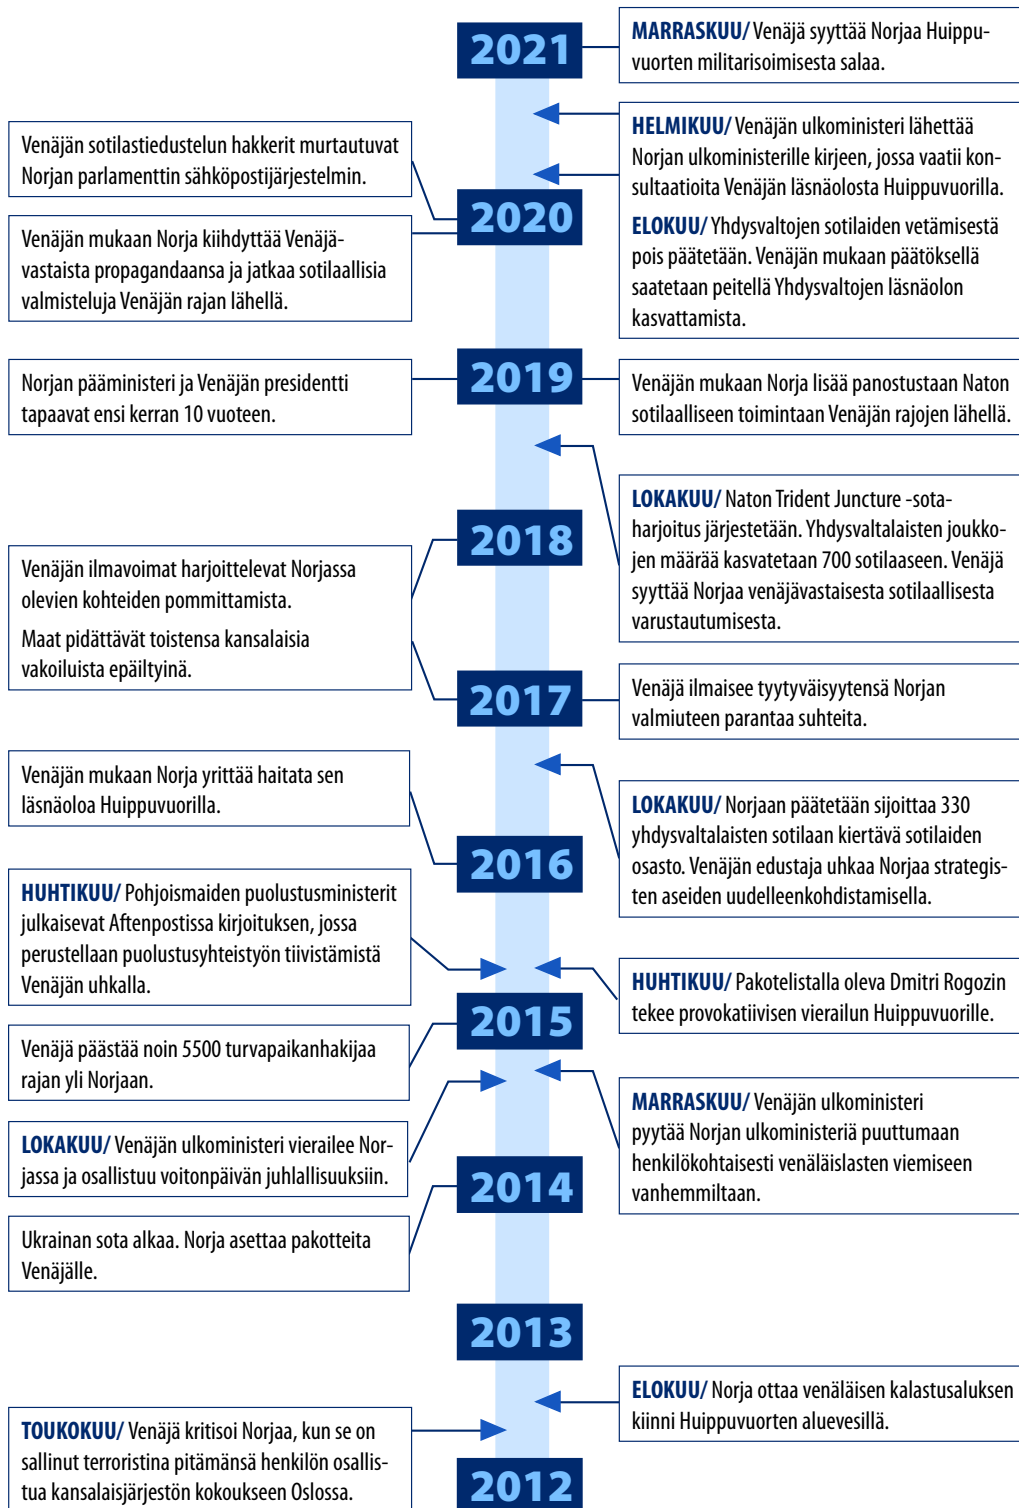 2021
MARRASKUU/ Venäjä syyttää Norjaa Huippu-
vuorten militarisoimisesta salaa.
HELMIKUU/ Venäjän ulkoministeri lähettää
Norjan ulkoministerille kirjeen, jossa vaatii kon-
sultaatioita Venäjän läsnäolosta Huippuvuorilla.
ELOKUU/ Yhdysvaltojen sotilaiden vetämisestä
pois päätetään. Venäjän mukaan päätöksellä
saatetaan peitellä Yhdysvaltojen läsnäolon
kasvattamista.
Venäjän sotilastiedustelun hakkerit murtautuvat
Norjan parlamenttin sähköpostijärjestelmin.
2020
Venäjän mukaan Norja kiihdyttää Venäjä-
vastaista propagandaansa ja jatkaa sotilaallisia
valmisteluja Venäjän rajan lähellä.
Norjan pääministeri ja Venäjän presidentti
tapaavat ensi kerran 10 vuoteen.
2019
Venäjän mukaan Norja lisää panostustaan Naton
sotilaalliseen toimintaan Venäjän rajojen lähellä.
LOKAKUU/ Naton Trident Juncture -sota-
harjoitus järjestetään. Yhdysvaltalaisten joukko-
jen määrää kasvatetaan 700 sotilaaseen. Venäjä
syyttää Norjaa venäjävastaisesta sotilaallisesta
varustautumisesta.
2018
Venäjän ilmavoimat harjoittelevat Norjassa
olevien kohteiden pommittamista.
Maat pidättävät toistensa kansalaisia
vakoiluista epäiltyinä.
2017
Venäjä ilmaisee tyytyväisyytensä Norjan
valmiuteen parantaa suhteita.
Venäjän mukaan Norja yrittää haitata sen
läsnäoloa Huippuvuorilla.
LOKAKUU/ Norjaan päätetään sijoittaa 330
yhdysvaltalaisten sotilaan kiertävä sotilaiden
osasto. Venäjän edustaja uhkaa Norjaa strategis-
ten aseiden uudelleenkohdistamisella.
2016
HUHTIKUU/ Pohjoismaiden puolustusministerit
julkaisevat Aftenpostissa kirjoituksen, jossa
perustellaan puolustusyhteistyön tiivistämistä
Venäjän uhkalla.
HUHTIKUU/ Pakotelistalla oleva Dmitri Rogozin
tekee provokatiivisen vierailun Huippuvuorille.
2015
Venäjä päästää noin 5500 turvapaikanhakijaa
rajan yli Norjaan.
MARRASKUU/ Venäjän ulkoministeri
pyytää Norjan ulkoministeriä puuttumaan
henkilökohtaisesti venäläislasten viemiseen
vanhemmiltaan.
LOKAKUU/ Venäjän ulkoministeri vierailee Nor-
jassa ja osallistuu voitonpäivän juhlallisuuksiin.
2014
Ukrainan sota alkaa. Norja asettaa pakotteita
Venäjälle.
2013
ELOKUU/ Norja ottaa venäläisen kalastusaluksen
kiinni Huippuvuorten aluevesillä.
TOUKOKUU/ Venäjä kritisoi Norjaa, kun se on
sallinut terroristina pitämänsä henkilön osallis-
tua kansalaisjärjestön kokoukseen Oslossa.
2012